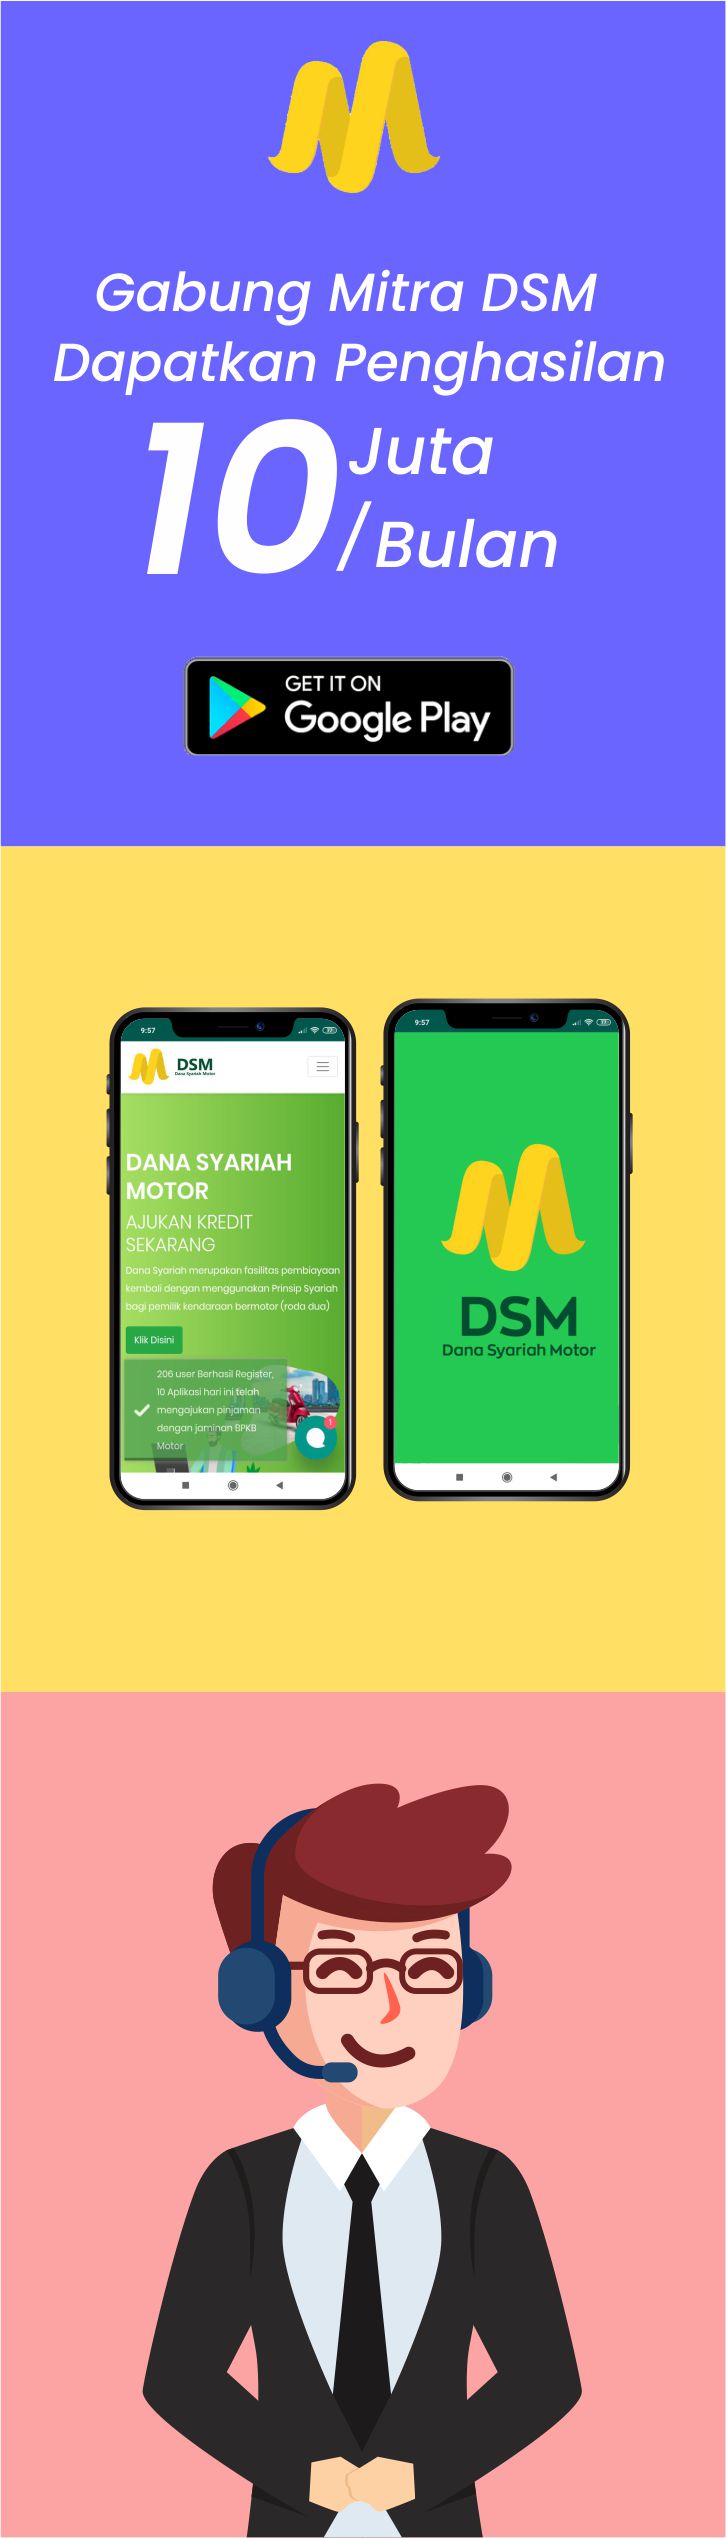 Gabung Mitra DSM
Dapatkan Penghasilan
10 Juta
/Bulan
GET IT ON
Google Play
9:57
DSM
Dana Syariah Motor
DANA SYARIAH
MOTOR
AJUKAN KREDIT
SEKARANG
Dana Syariah merupakan fasilitas pembiayaan
kembali dengan menggunakan Prinsip Syariah
bagi pemilik kendaraan bermotor (roda dua)
Klik Disini
206 user Berhasil Register,
10 Aplikasi hari ini telah
mengajukan pinjaman
dengan jaminan BPKB
Motor
1
9:57
DSM
Dana Syariah Motor